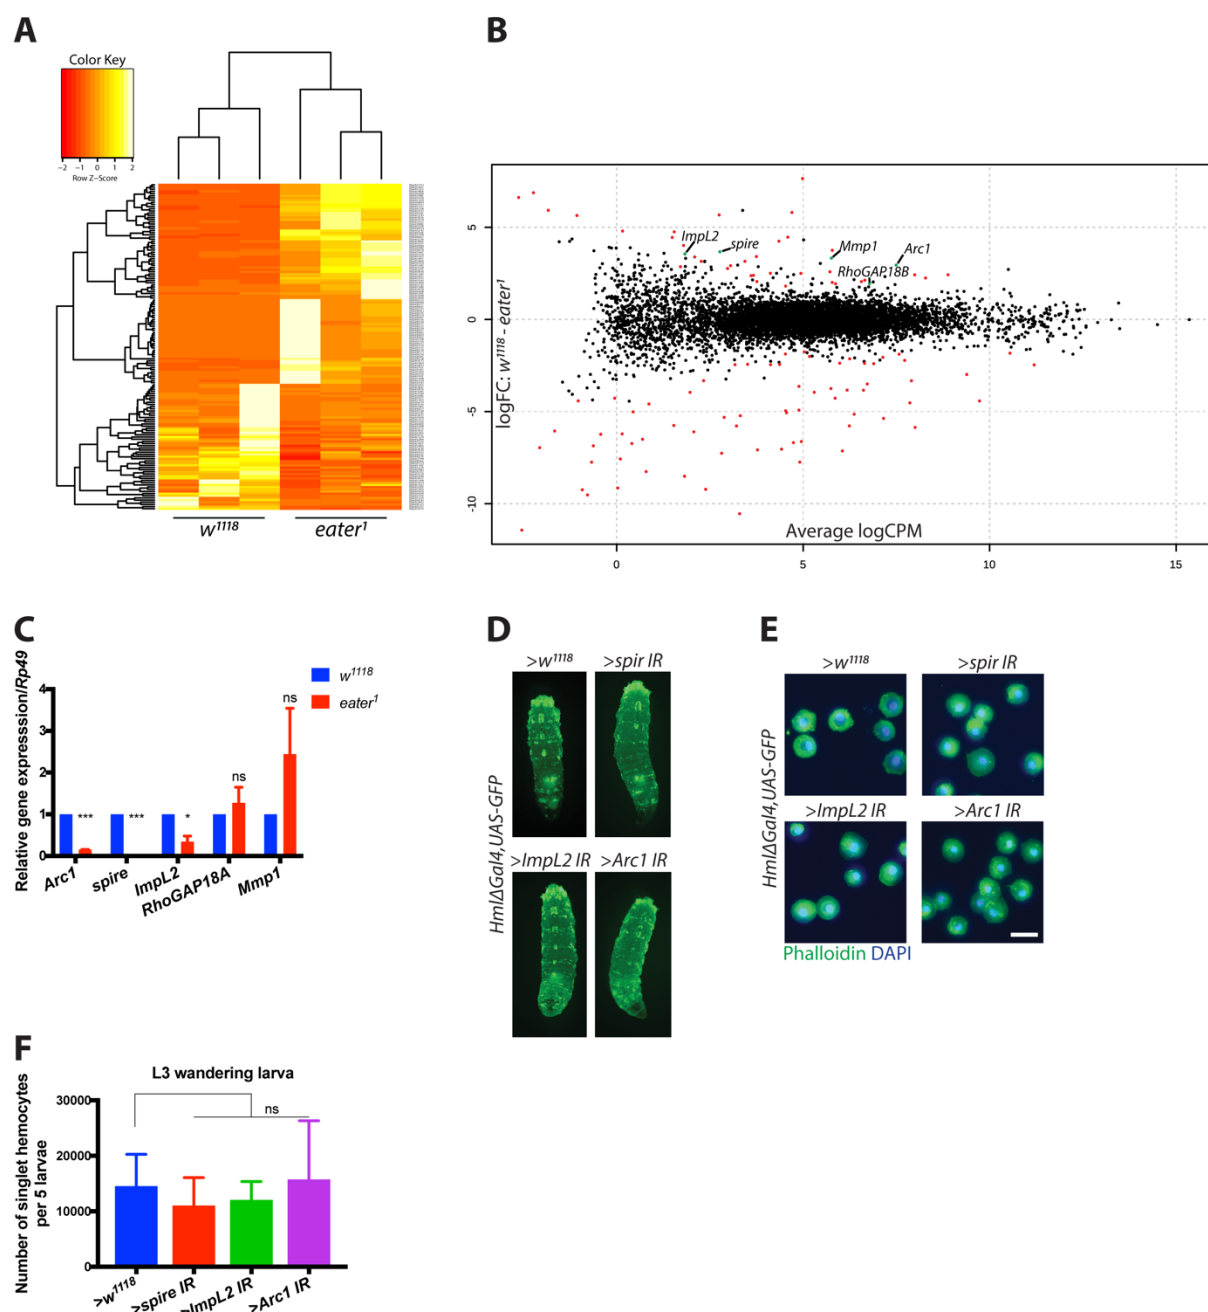 A
Color Key
−2 −1 0 1 2
Row Z−Score
w1118 eater1
B
logFC: w1118 - eater1
5
0
-5
-10
ImpL2
spire
Mmp1
Arc1
RhoGAP18B
Average logCPM
0 5 10 15
C
Relative gene expression/Rp49
w1118
eater1
4
3
2
1
0
*** *** * ns ns
Arc1 spire ImpL2 RhoGAP18A Mmp1
D
HmlΔGal4,UAS-GFP
>w1118 >spir IR
>ImpL2 IR >Arc1 IR
E
HmlΔGal4,UAS-GFP
>w1118 >spir IR
>ImpL2 IR >Arc1 IR
Phalloidin DAPI
F
L3 wandering larva
Number of singlet hemocytes
per 5 larvae
30000
20000
10000
0
ns
>w1118 >spire IR >ImpL2 IR >Arc1 IR